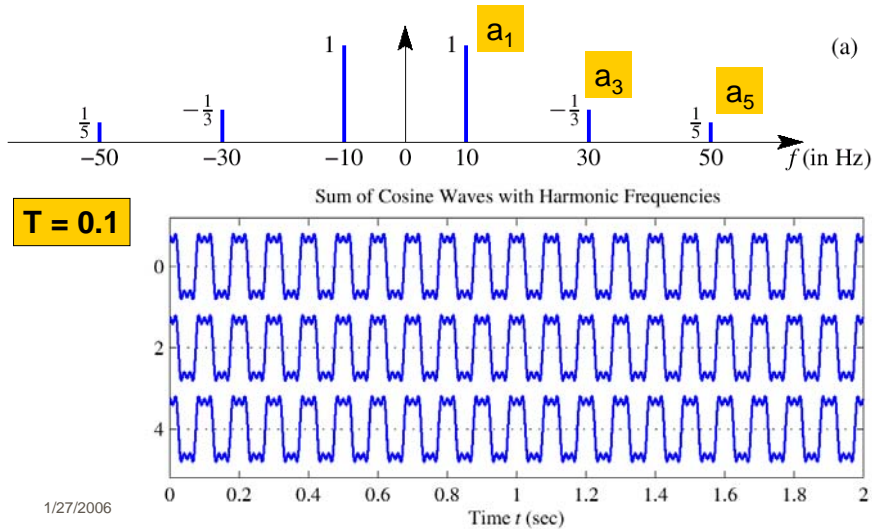 1 1 a₁ (a)
1/5 −1/3 a₃ −1/3 a₅ 1/5
−50 −30 −10 0 10 30 50 f (in Hz)
T = 0.1
Sum of Cosine Waves with Harmonic Frequencies
0
2
4
0 0.2 0.4 0.6 0.8 1 1.2 1.4 1.6 1.8 2
Time t (sec)
1/27/2006